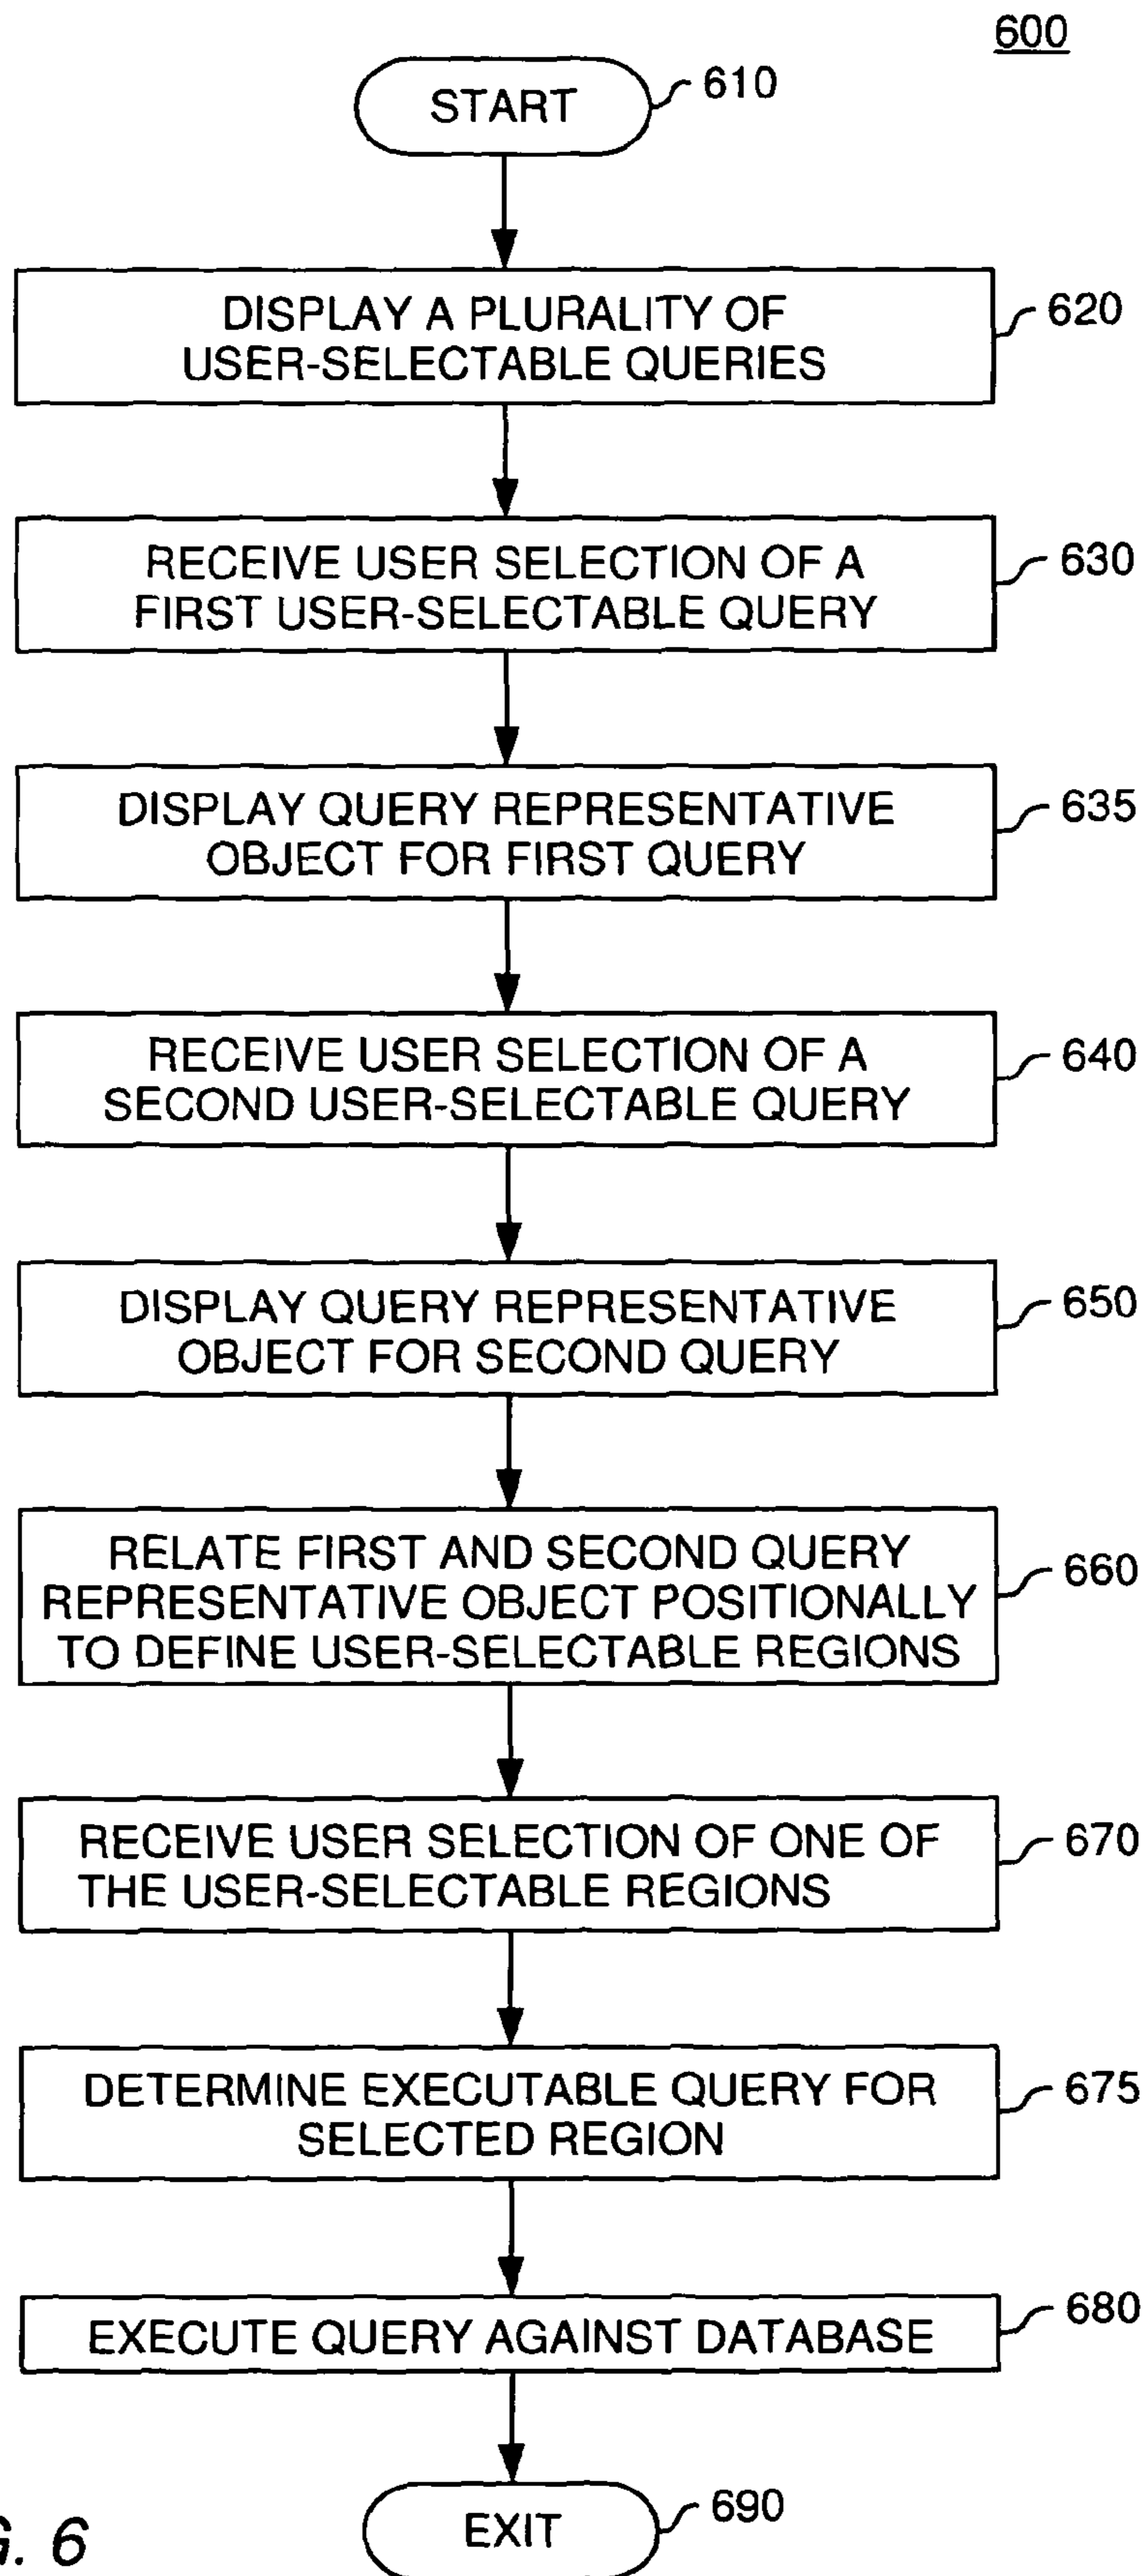 600
START
610
DISPLAY A PLURALITY OF
USER-SELECTABLE QUERIES
620
RECEIVE USER SELECTION OF A
FIRST USER-SELECTABLE QUERY
630
DISPLAY QUERY REPRESENTATIVE
OBJECT FOR FIRST QUERY
635
RECEIVE USER SELECTION OF A
SECOND USER-SELECTABLE QUERY
640
DISPLAY QUERY REPRESENTATIVE
OBJECT FOR SECOND QUERY
650
RELATE FIRST AND SECOND QUERY
REPRESENTATIVE OBJECT POSITIONALLY
TO DEFINE USER-SELECTABLE REGIONS
660
RECEIVE USER SELECTION OF ONE OF
THE USER-SELECTABLE REGIONS
670
DETERMINE EXECUTABLE QUERY FOR
SELECTED REGION
675
EXECUTE QUERY AGAINST DATABASE
680
EXIT
690
G. 6